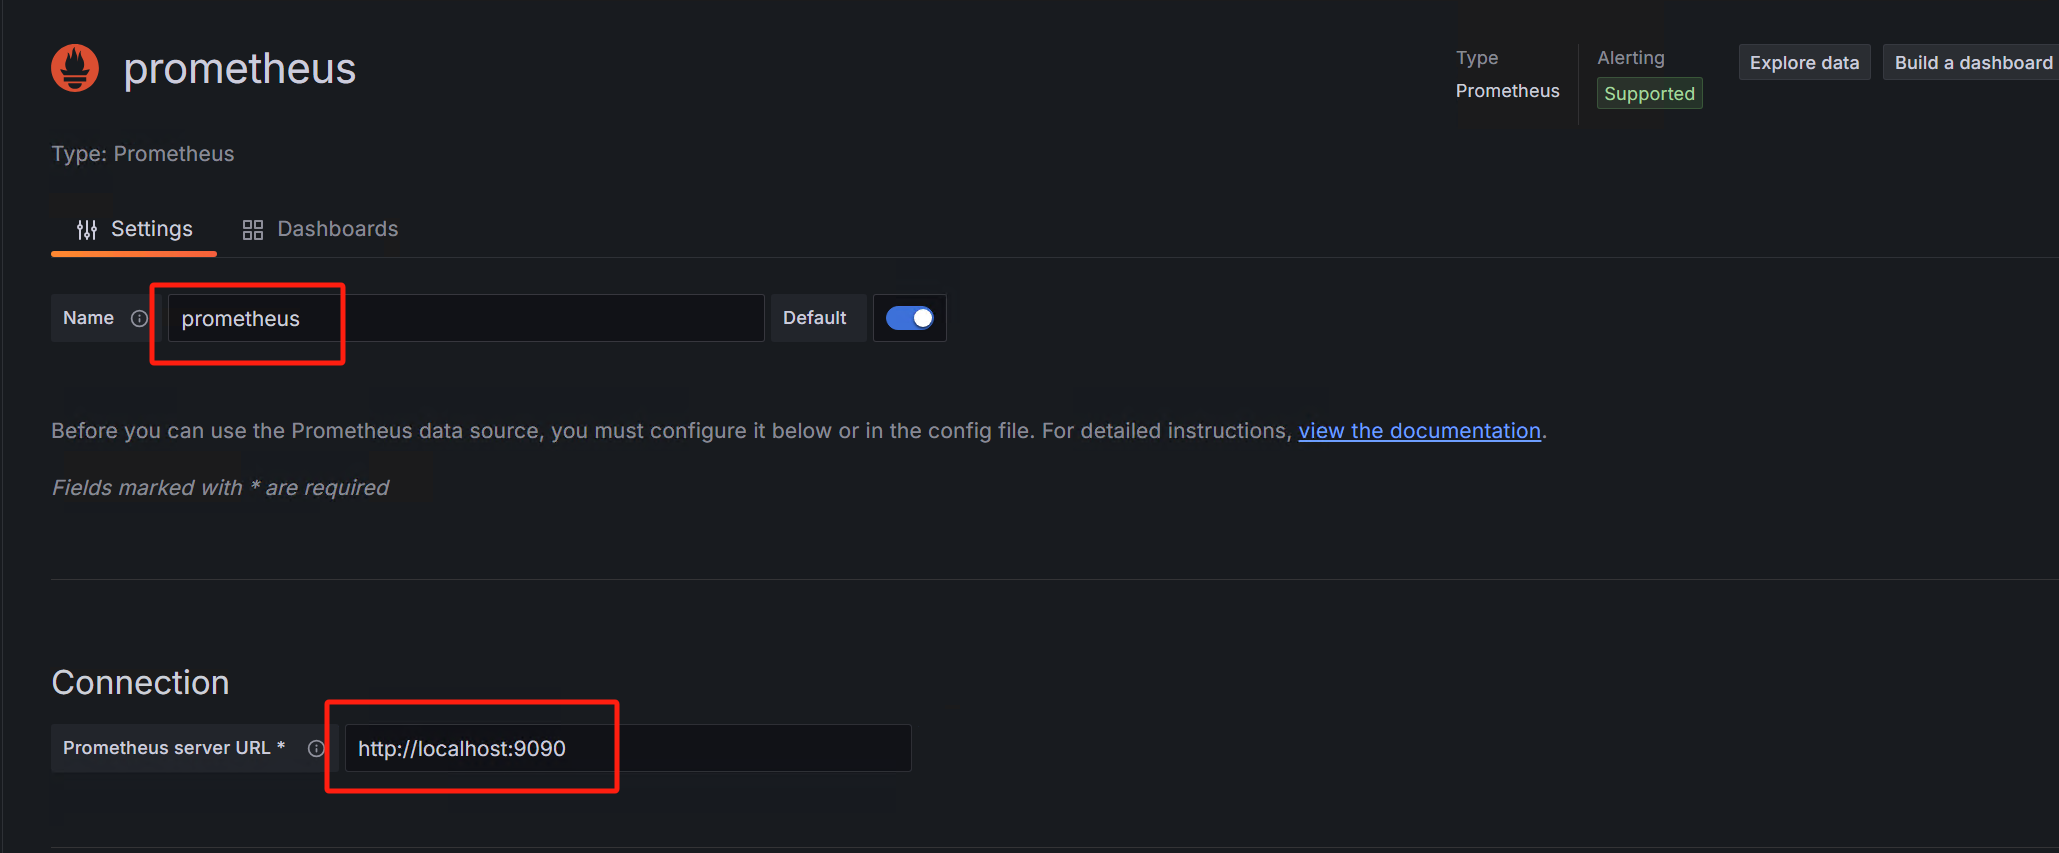 prometheus
Type
Prometheus
Alerting
Supported
Explore data
Build a dashboard
Type: Prometheus
Settings
Dashboards
Name
prometheus
Default
Before you can use the Prometheus data source, you must configure it below or in the config file. For detailed instructions, view the documentation.
Fields marked with * are required
Connection
Prometheus server URL *
http://localhost:9090